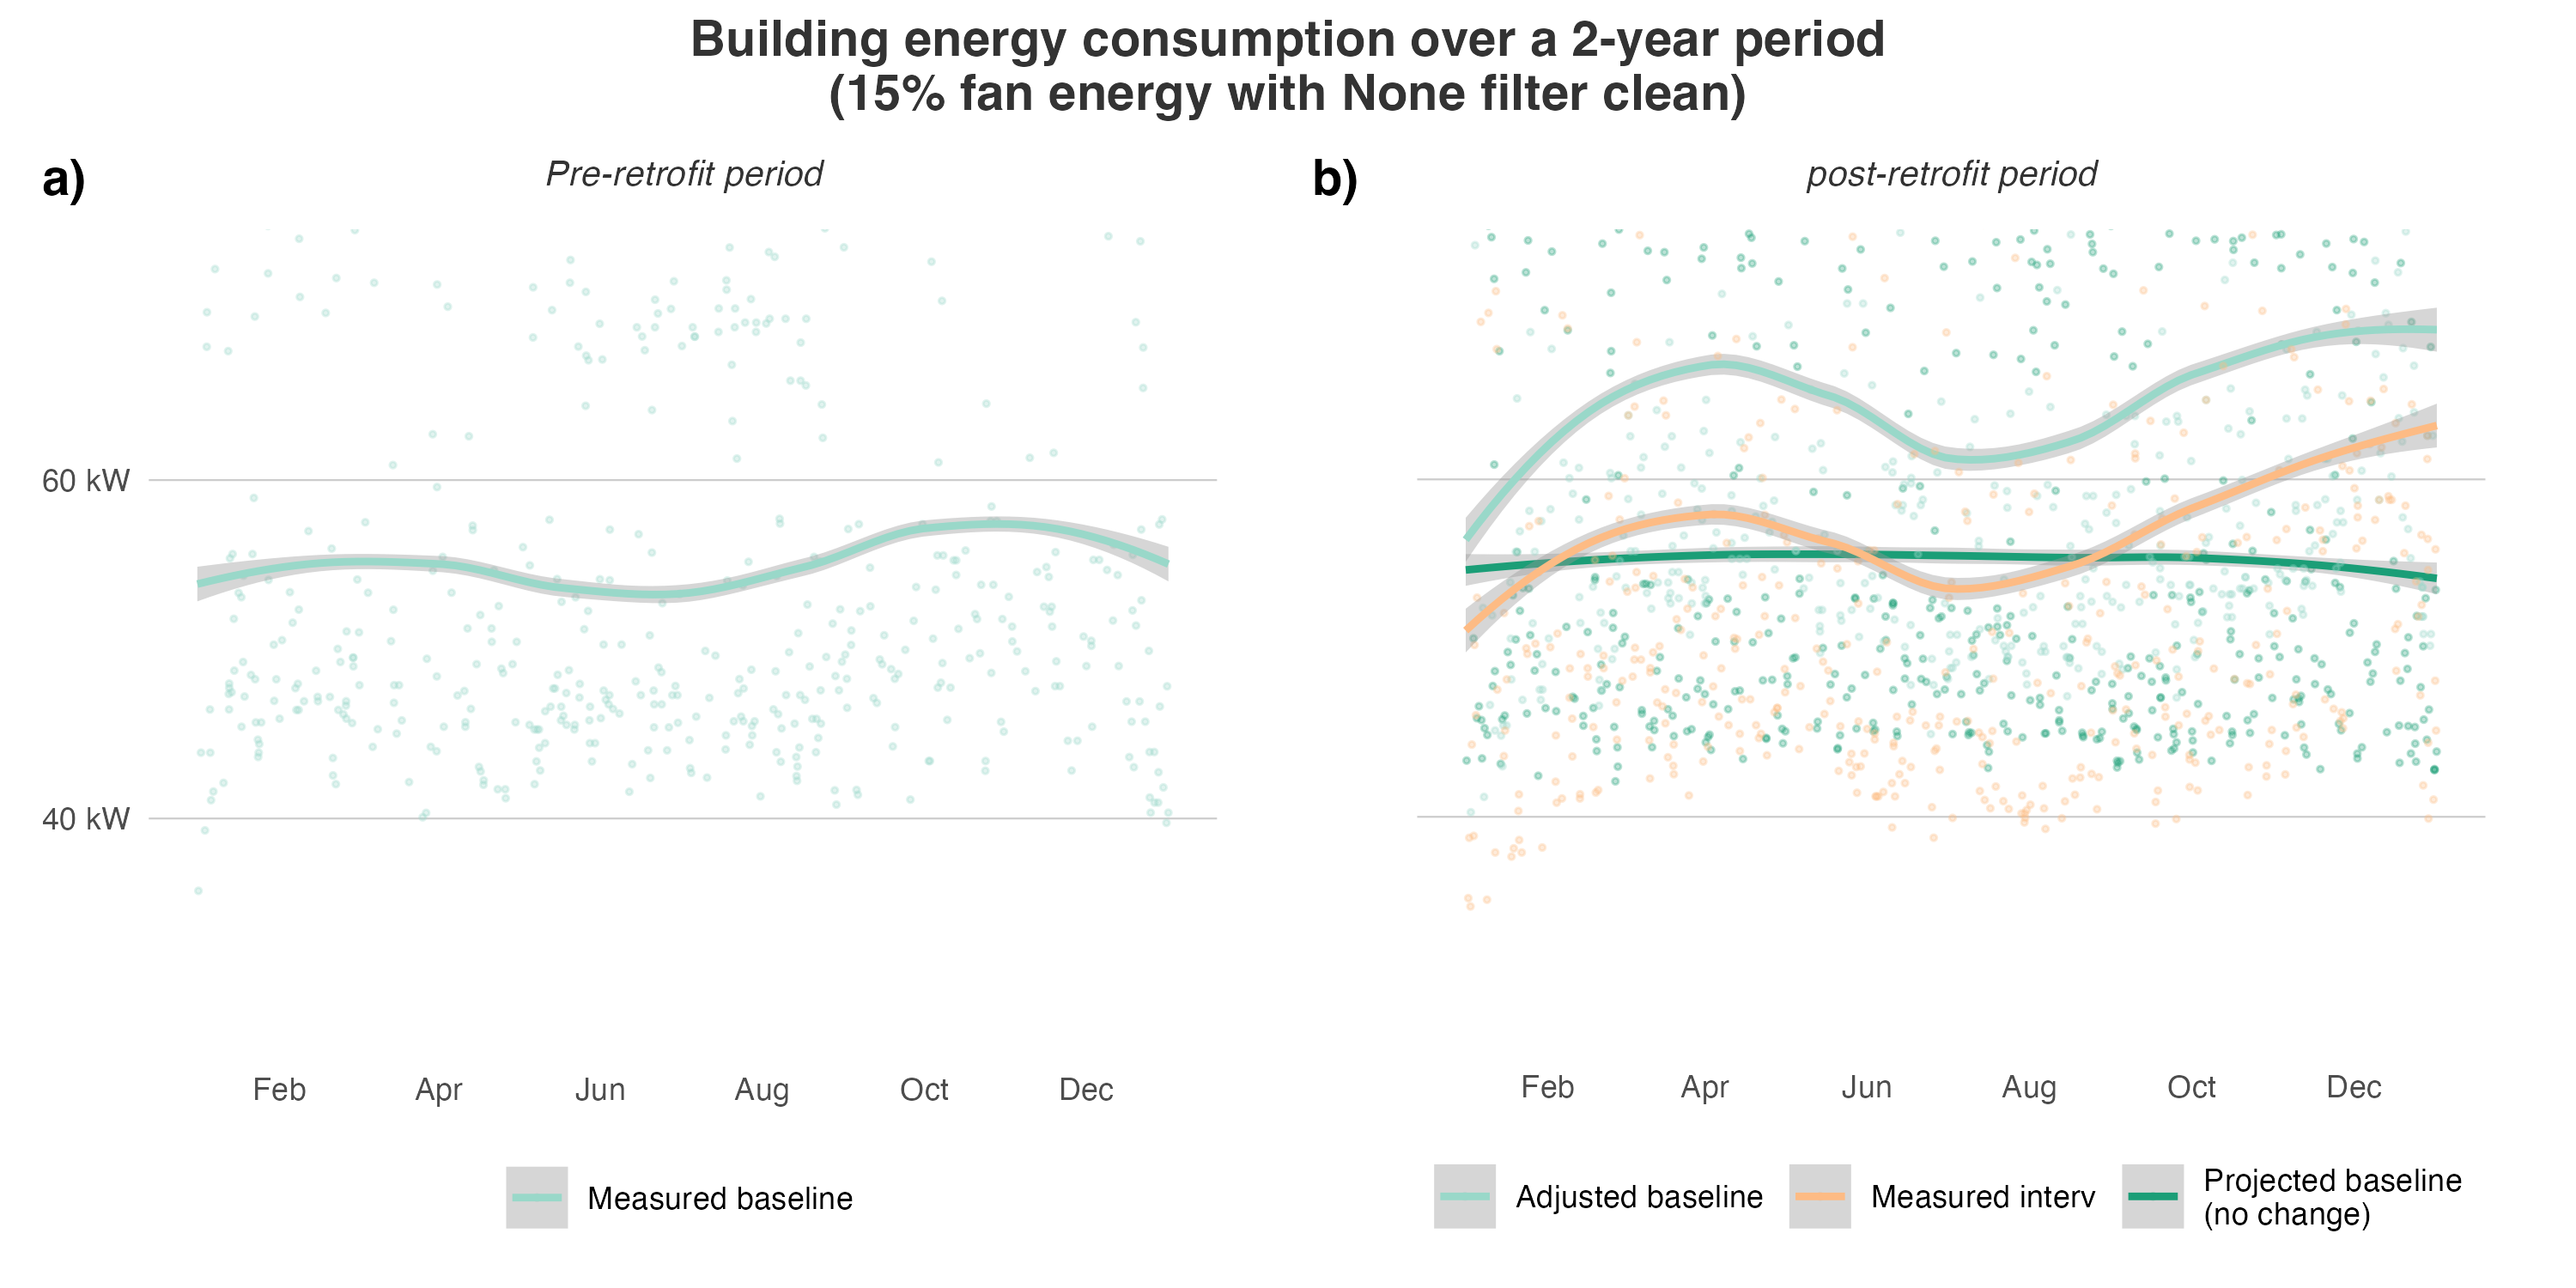 Building energy consumption over a 2-year period
(15% fan energy with None filter clean)
a)
Pre-retrofit period
60 kW
40 kW
Feb Apr Jun Aug Oct Dec
Measured baseline
b)
post-retrofit period
Feb Apr Jun Aug Oct Dec
Adjusted baseline
Measured interv
Projected baseline
(no change)